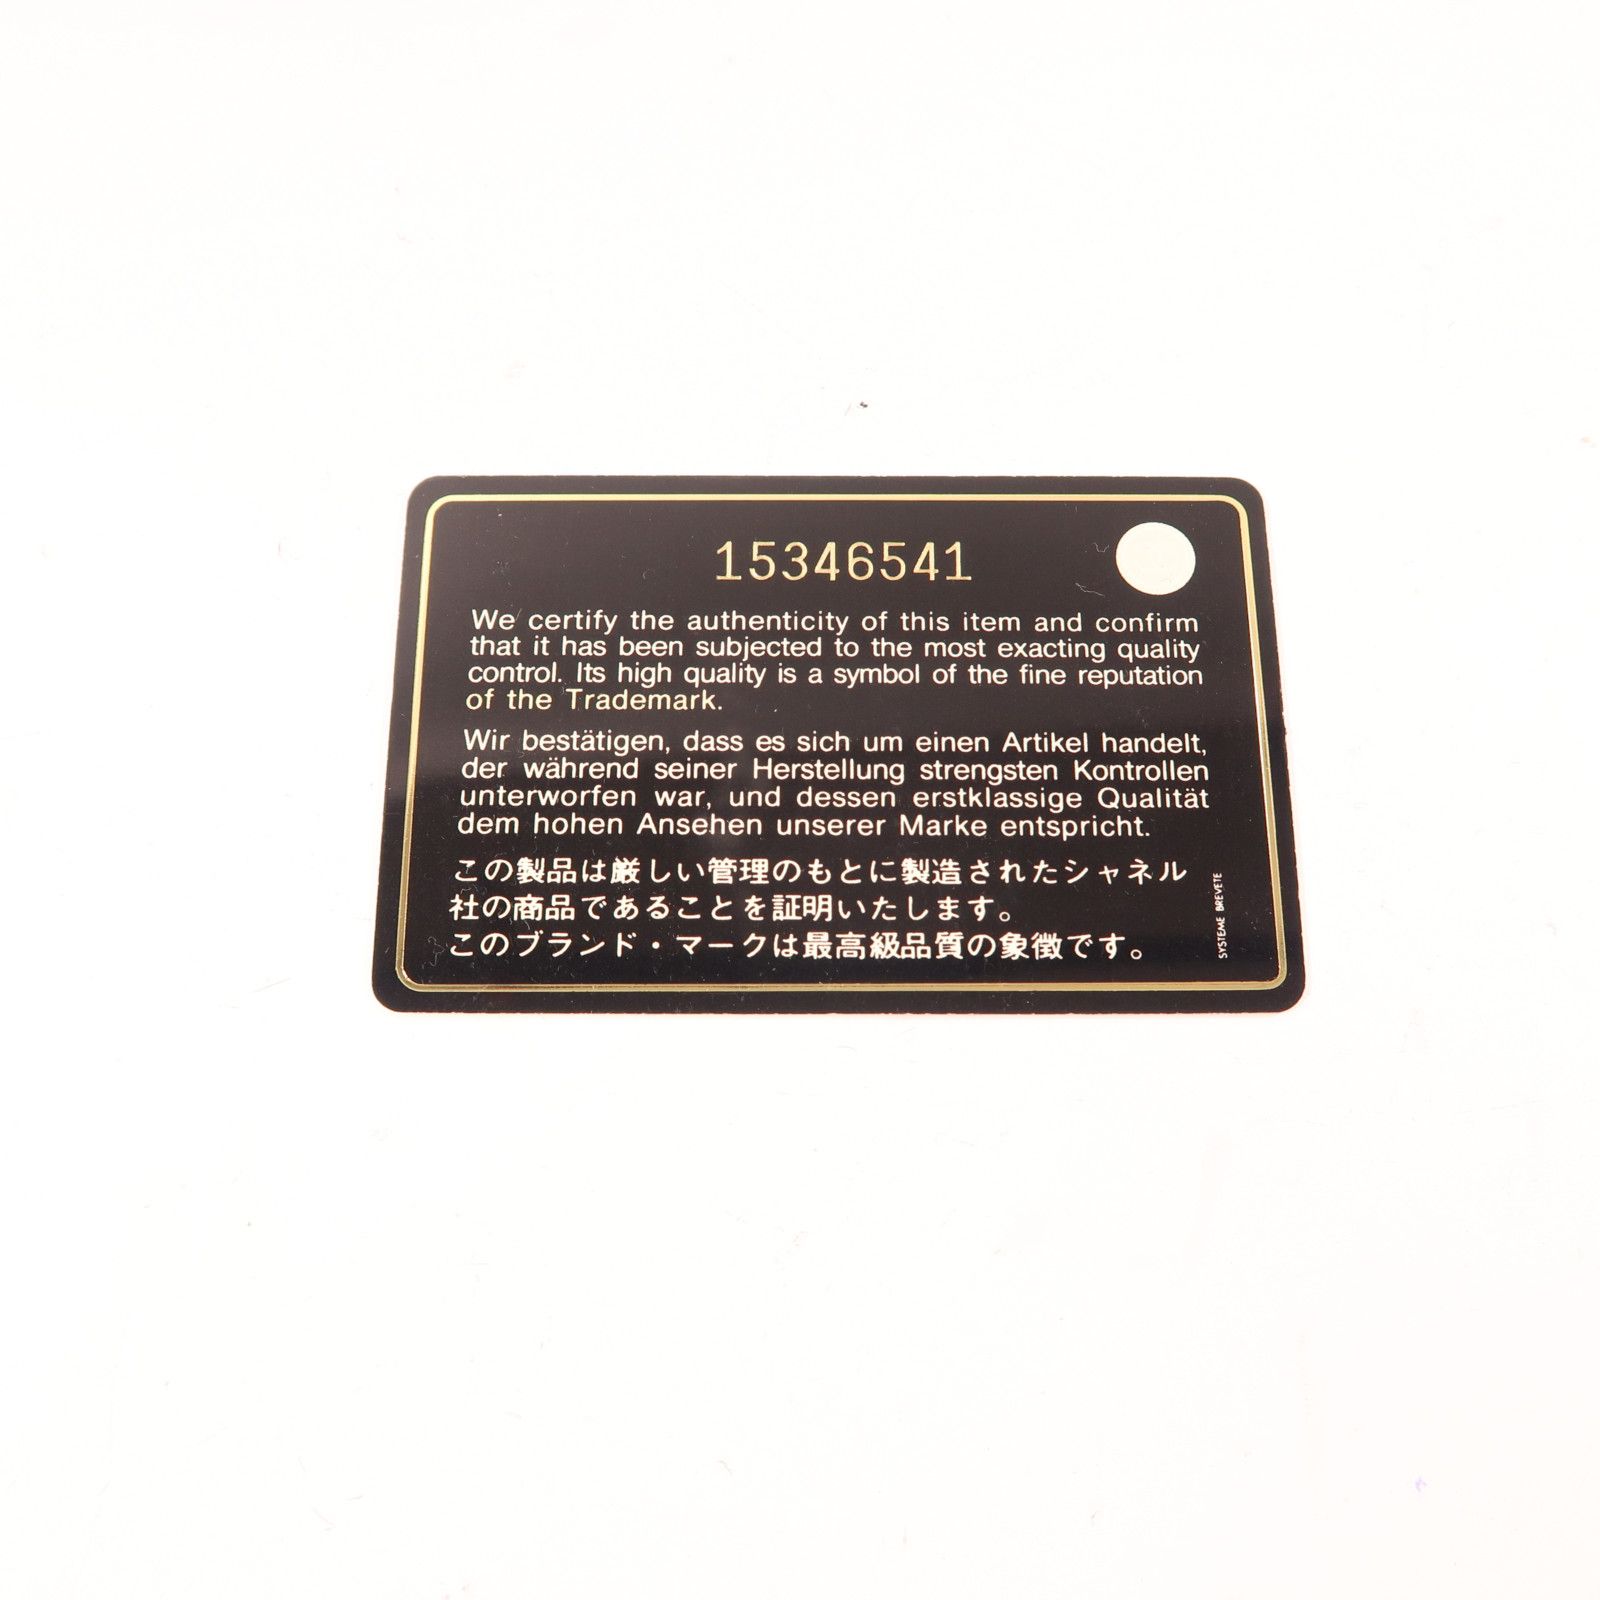 15346541
We certify the authenticity of this item and confirm
that it has been subjected to the most exacting quality
control. Its high quality is a symbol of the fine reputation
of the Trademark.
Wir bestätigen, dass es sich um einen Artikel handelt,
der während seiner Herstellung strengsten Kontrollen
unterworfen war, und dessen erstklassige Qualität
dem hohen Ansehen unserer Marke entspricht.
この製品は厳しい管理のもとに製造されたシャネル
社の商品であることを証明いたします。
このブランド・マークは最高級品質の象徴です。
SYSTEME BREVETE